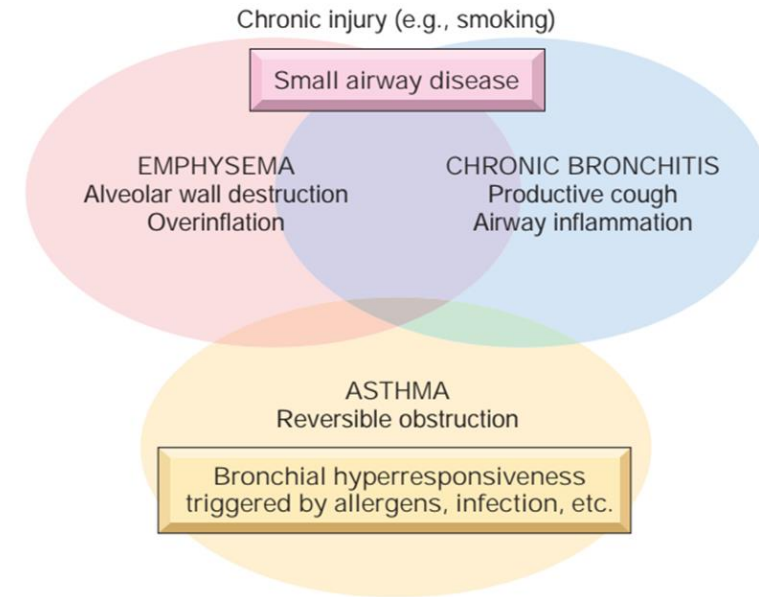 Chronic injury (e.g., smoking)
Small airway disease
EMPHYSEMA
Alveolar wall destruction
Overinflation
CHRONIC BRONCHITIS
Productive cough
Airway inflammation
ASTHMA
Reversible obstruction
Bronchial hyperresponsiveness
triggered by allergens, infection, etc.